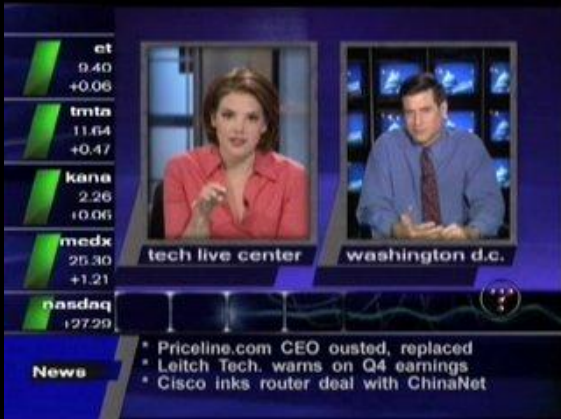 et
9.40
+0.06
tmta
11.64
+0.47
kana
2.26
+0.06
medx
25.30
+1.21
nasdaq
+27.29
tech live center
washington d.c.
?
News
* Priceline.com CEO ousted, replaced
* Leitch Tech. warns on Q4 earnings
* Cisco inks router deal with ChinaNet